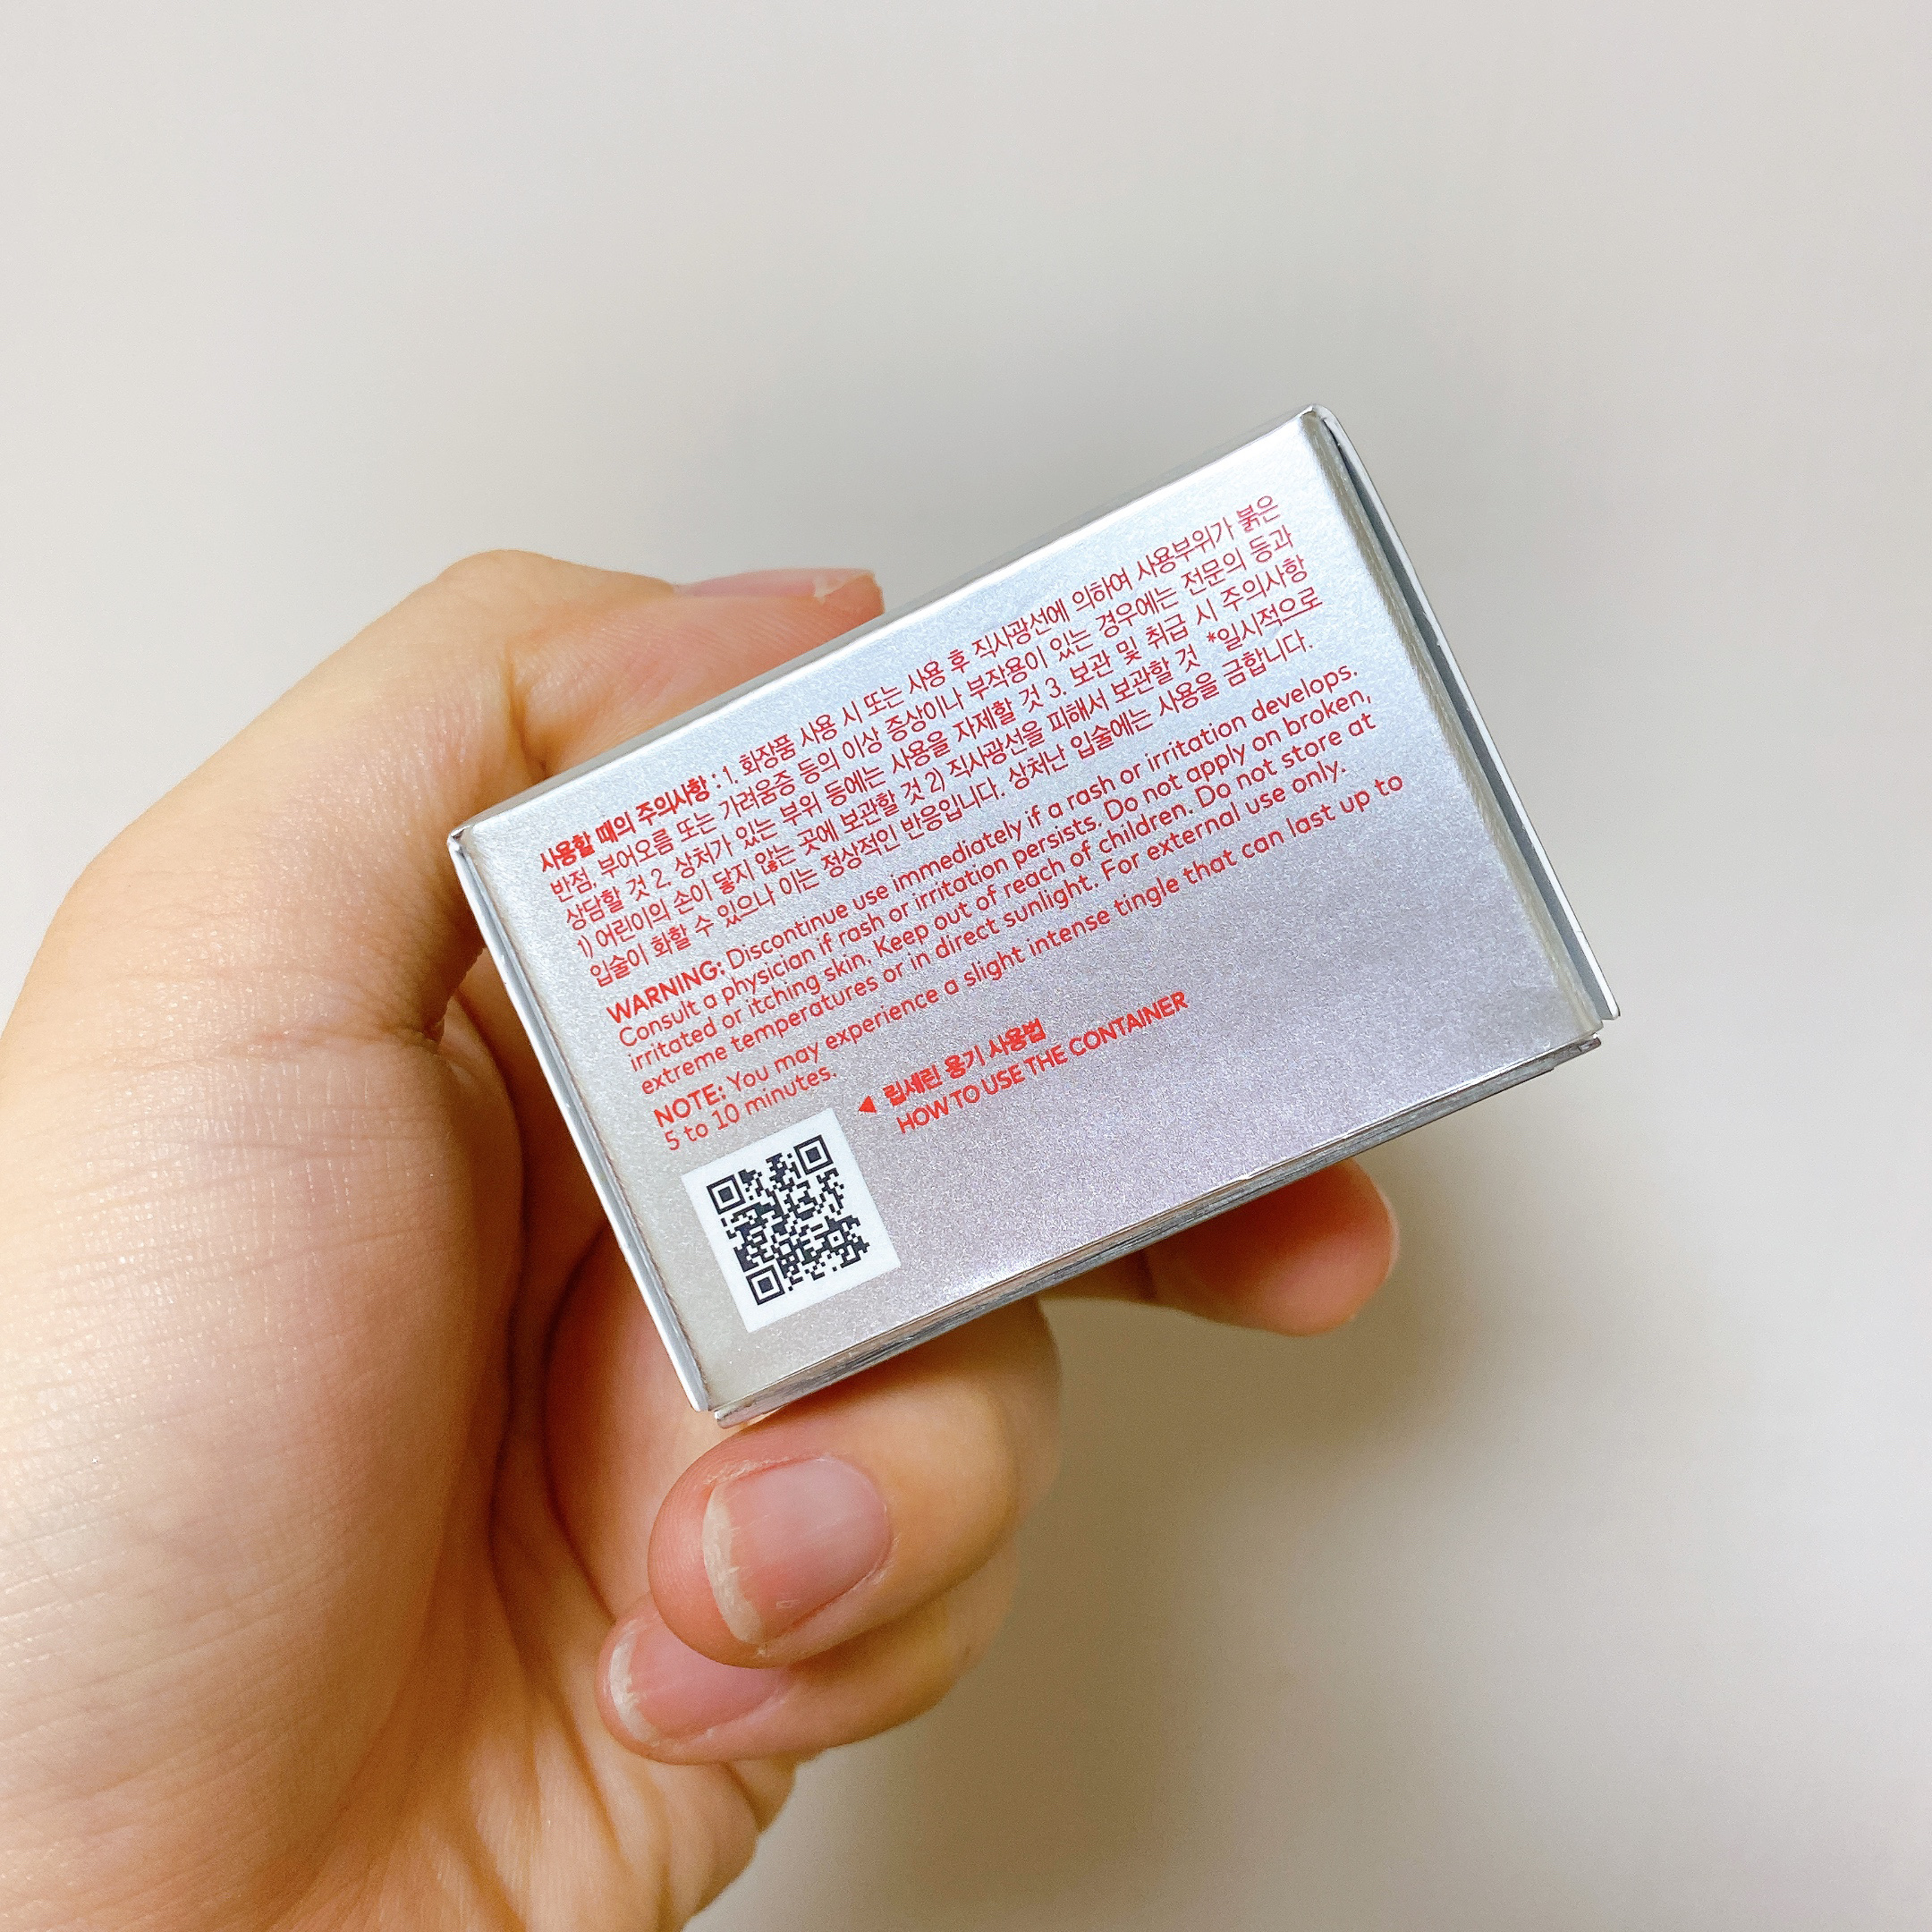 사용할 때의 주의사항 : 1. 화장품 사용 시 또는 사용 후 직사광선에 의하여 사용부위가 붉은
반점, 부어오름 또는 가려움증 등의 이상 증상이나 부작용이 있는 경우에는 전문의 등과
상담할 것 2. 상처가 있는 부위 등에는 사용을 자제할 것 3. 보관 및 취급 시 주의사항
1) 어린이의 손이 닿지 않는 곳에 보관할 것 2) 직사광선을 피해서 보관할 것 *일시적으로
입술이 화할 수 있으나 이는 정상적인 반응입니다. 상처난 입술에는 사용을 금합니다.
WARNING: Discontinue use immediately if a rash or irritation develops.
Consult a physician if rash or irritation persists. Do not apply on broken,
irritated or itching skin. Keep out of reach of children. Do not store at
extreme temperatures or in direct sunlight. For external use only.
NOTE: You may experience a slight intense tingle that can last up to
5 to 10 minutes.
◀ 립세린 용기 사용법
HOW TO USE THE CONTAINER